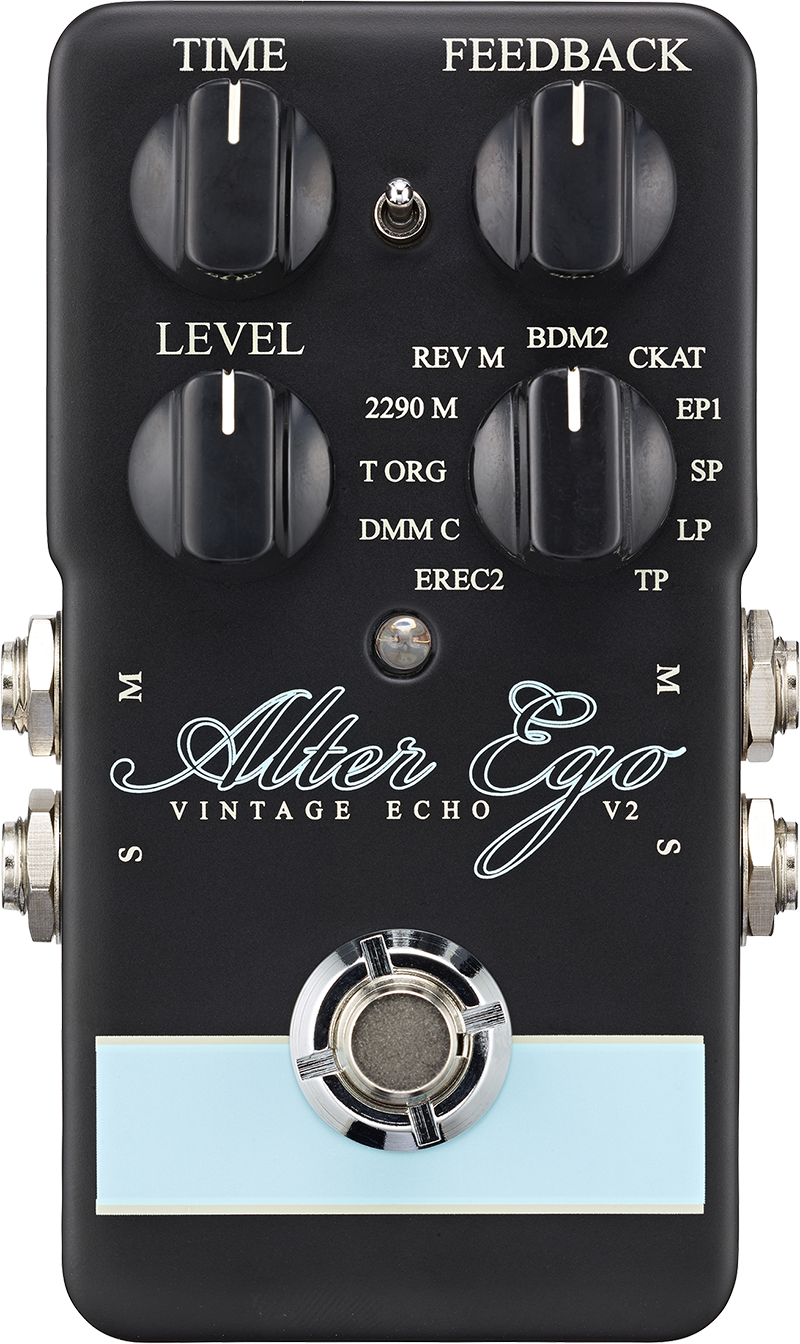 TIME
FEEDBACK
LEVEL
BDM2
REV M
CKAT
2290 M
EP1
T ORG
SP
DMM C
LP
EREC2
TP
M
M
Alter Ego
VINTAGE ECHO V2
S
S